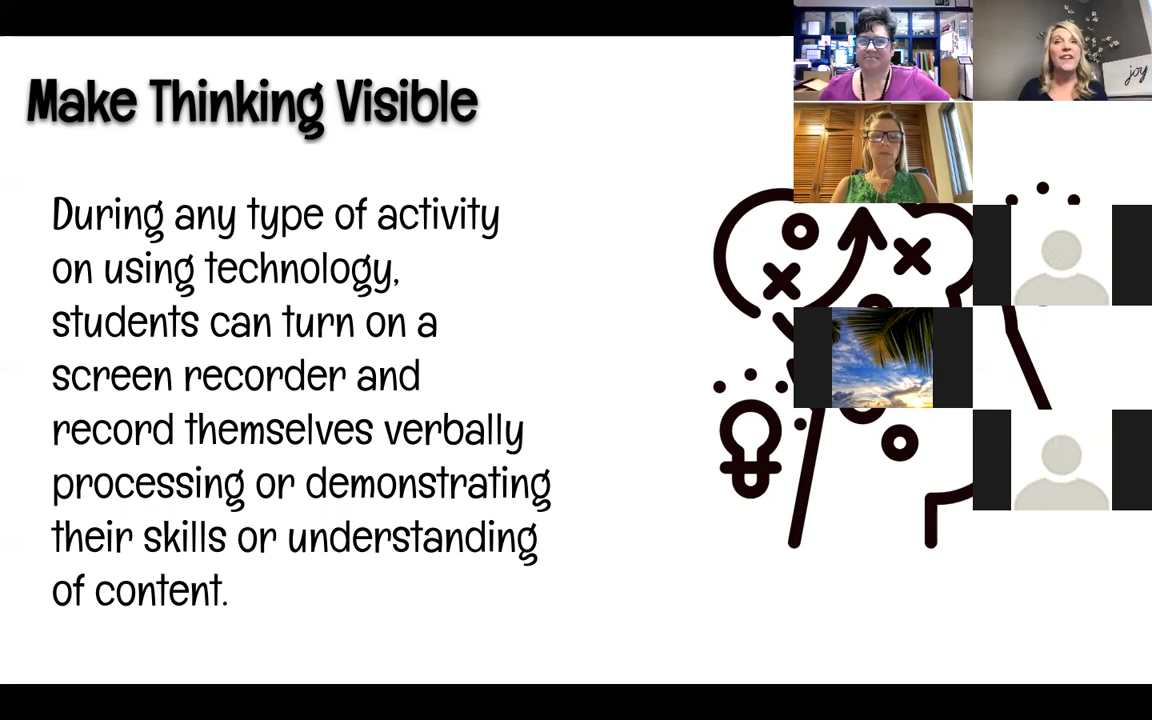 Make Thinking Visible
During any type of activity
on using technology,
students can turn on a
screen recorder and
record themselves verbally
processing or demonstrating
their skills or understanding
of content.
joy